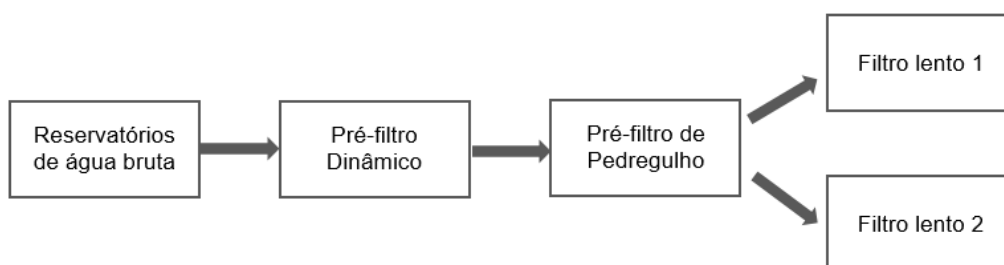 Reservatórios
de água bruta
Pré-filtro
Dinâmico
Pré-filtro de
Pedregulho
Filtro lento 1
Filtro lento 2